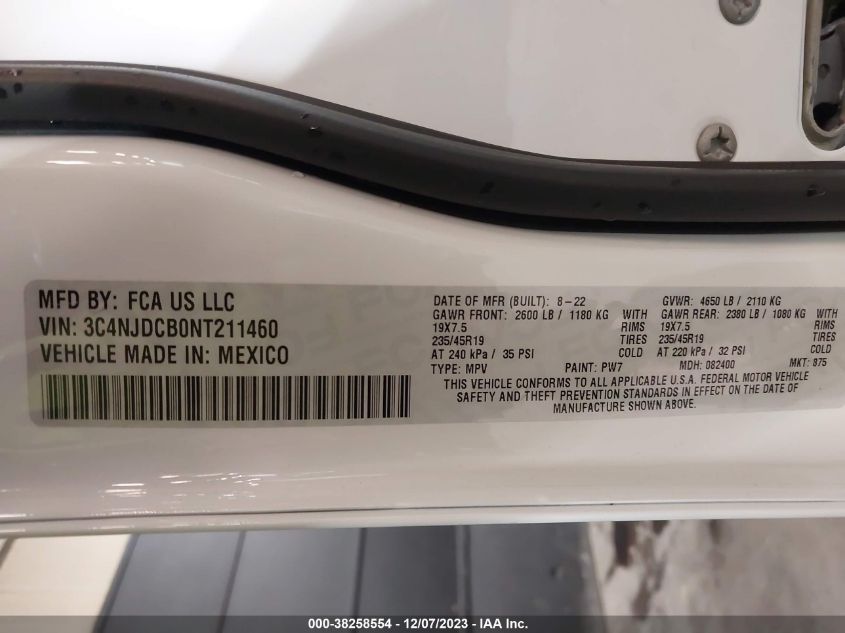 MFD BY: FCA US LLC
VIN: 3C4NJDCB0NT211460
VEHICLE MADE IN: MEXICO
DATE OF MFR (BUILT): 8-22 GVWR: 4650 LB / 2110 KG
GAWR FRONT: 2600 LB / 1180 KG WITH GAWR REAR: 2380 LB / 1080 KG WITH
19X7.5 RIMS 19X7.5 RIMS
235/45R19 TIRES 235/45R19 TIRES
AT 240 kPa / 35 PSI COLD AT 220 kPa / 32 PSI COLD
TYPE: MPV PAINT: PW7 MDH: 082400 MKT: 875
THIS VEHICLE CONFORMS TO ALL APPLICABLE U.S.A. FEDERAL MOTOR VEHICLE
SAFETY AND THEFT PREVENTION STANDARDS IN EFFECT ON THE DATE OF
MANUFACTURE SHOWN ABOVE.
000-38258554 - 12/07/2023 - IAA Inc.